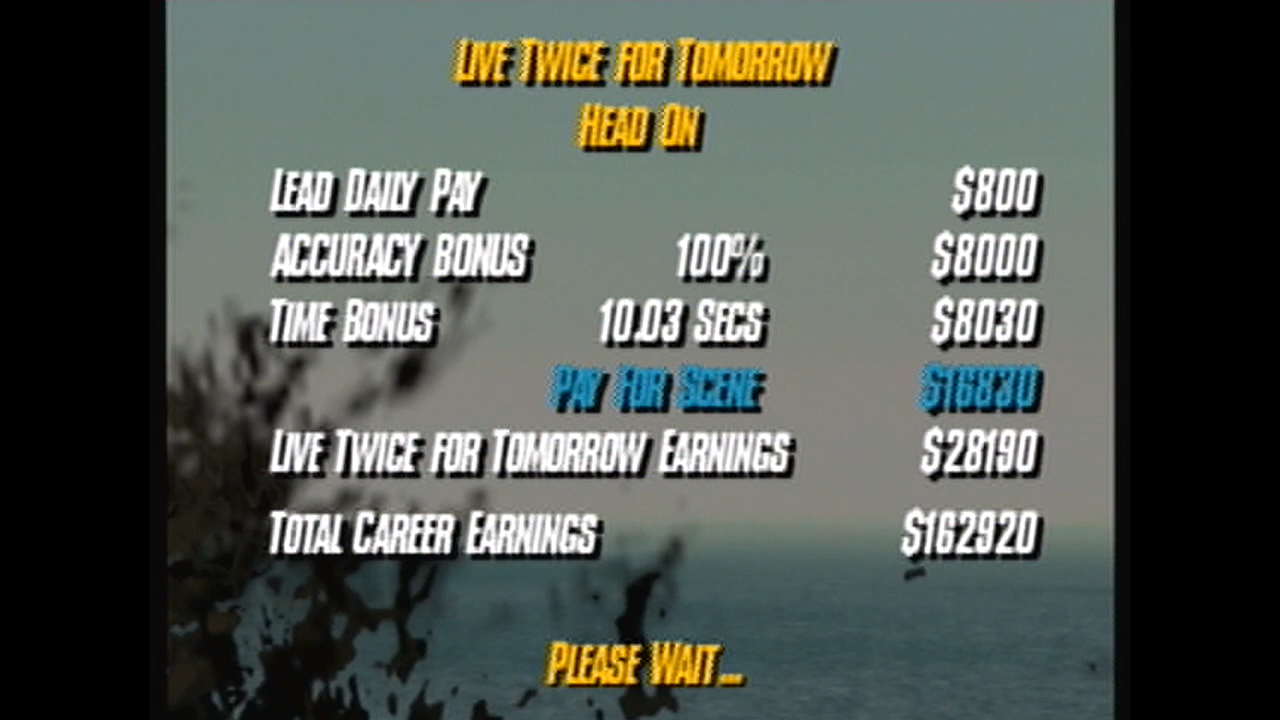 Live Twice for Tomorrow
Head On
Lead Daily Pay $800
ACCURACY BONUS 100% $8000
Time Bonus 10.03 Secs $8030
Pay For Scene $16830
Live Twice for Tomorrow Earnings $28190
Total Career Earnings $162920
Please Wait...